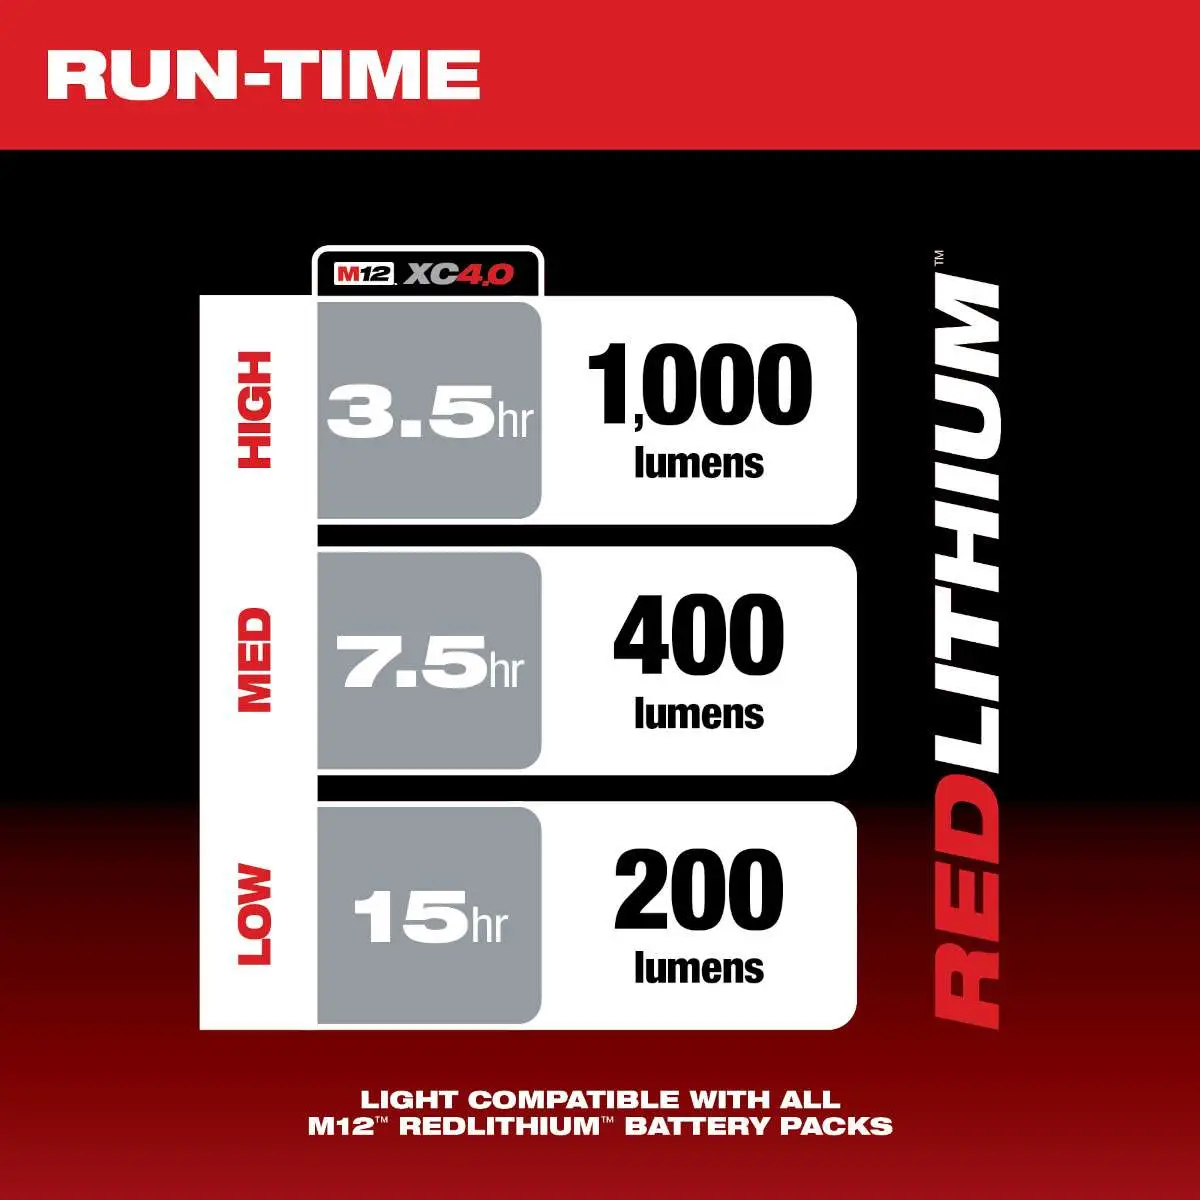 RUN-TIME
M12™ XC4.0
HIGH
3.5hr
1,000
lumens
MED
7.5hr
400
lumens
LOW
15hr
200
lumens
REDLITHIUM™
LIGHT COMPATIBLE WITH ALL
M12™ REDLITHIUM™ BATTERY PACKS